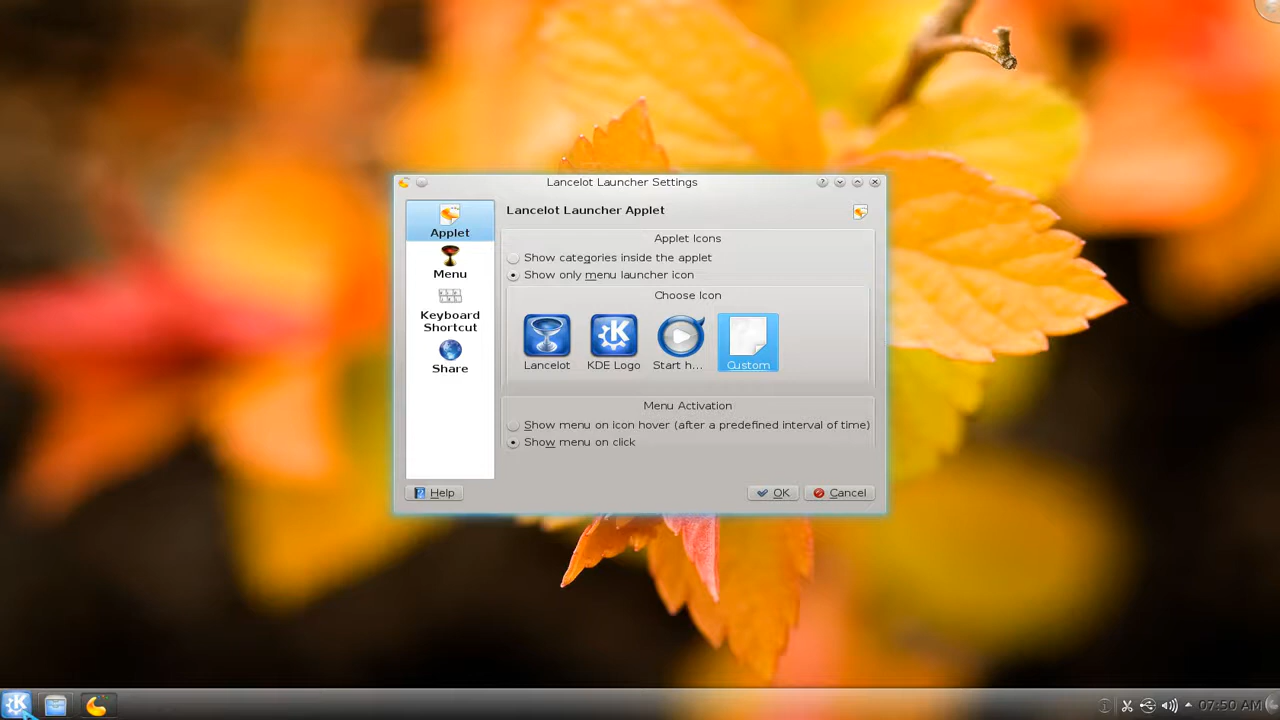 Lancelot Launcher Settings
Applet
Menu
Keyboard
Shortcut
Share
Lancelot Launcher Applet
Applet Icons
Show categories inside the applet
Show only menu launcher icon
Choose Icon
Lancelot
KDE Logo
Start h...
Custom
Menu Activation
Show menu on icon hover (after a predefined interval of time)
Show menu on click
Help
OK
Cancel
07:50 AM